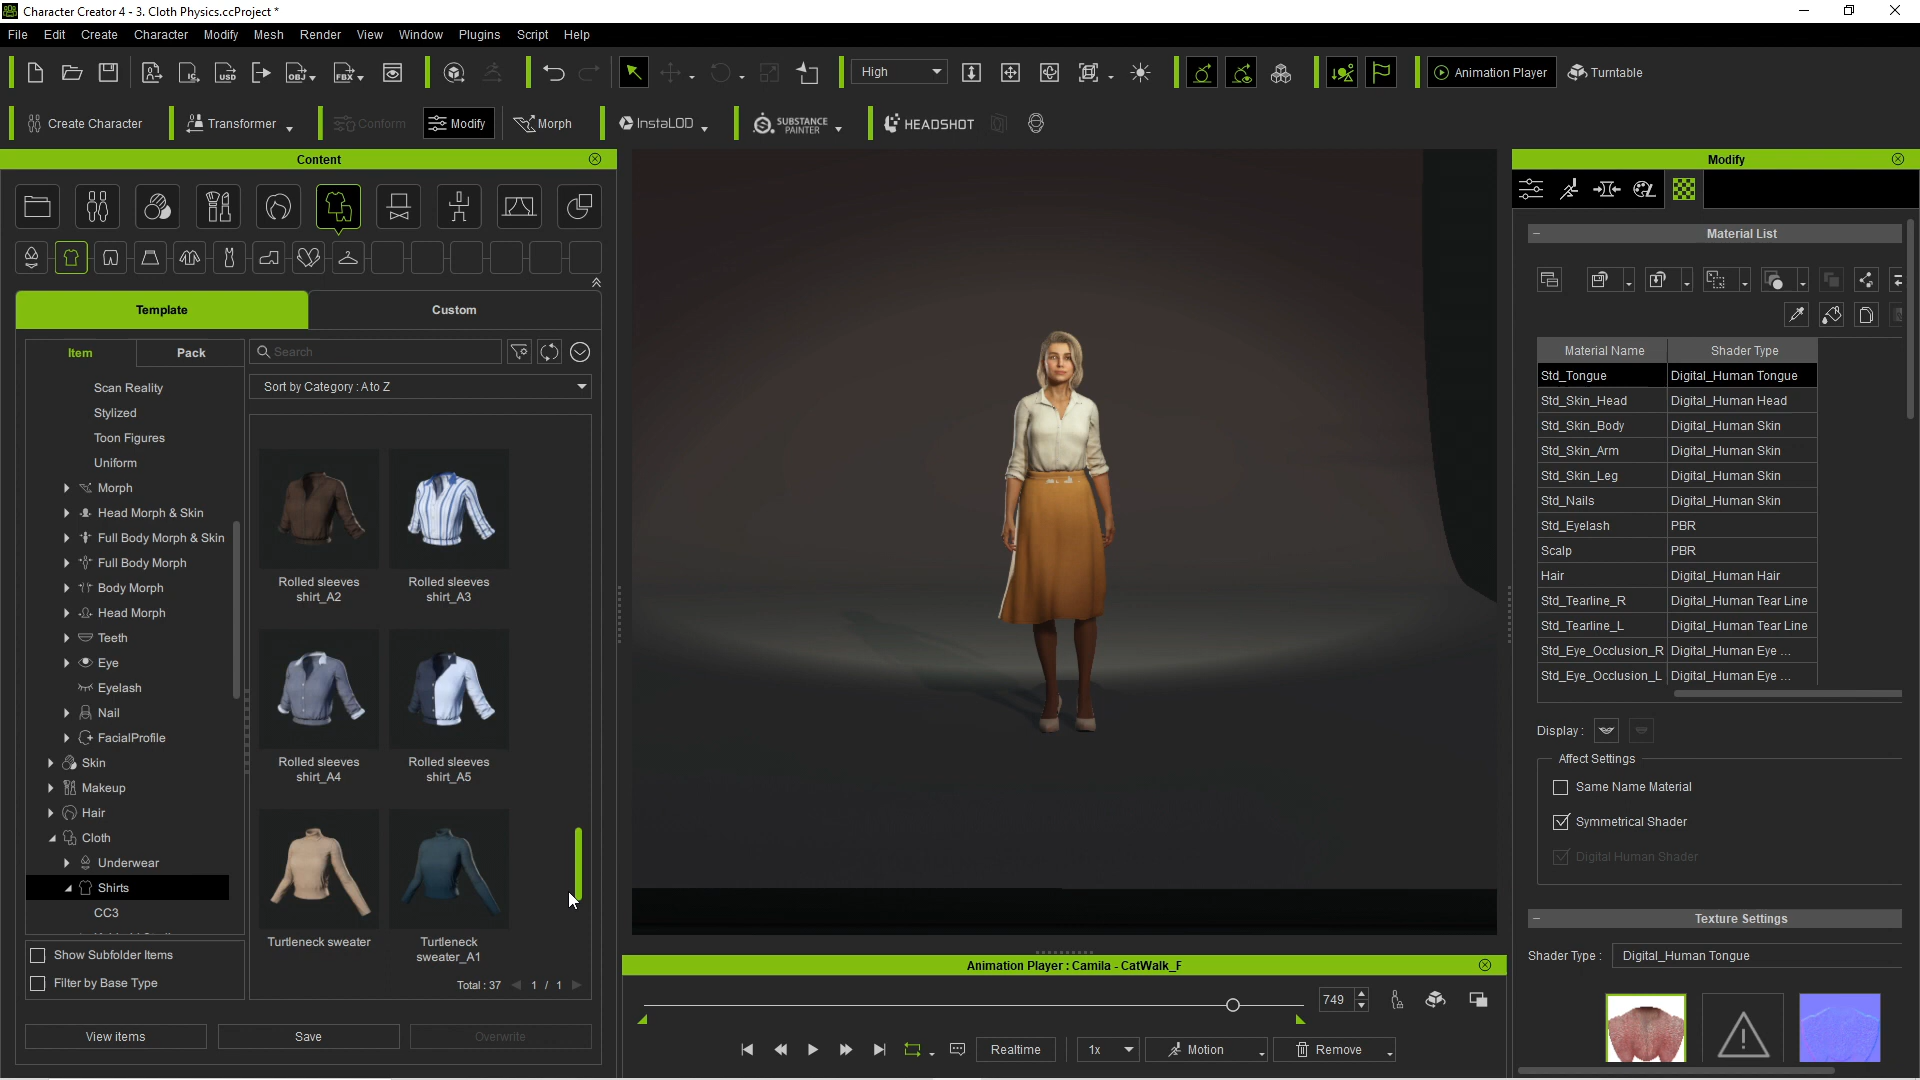 Character Creator 4 - 3. Cloth Physics.ccProject *
File Edit Create Character Modify Mesh Render View Window Plugins Script Help
IC USD OBJ FBX High Animation Player Turntable
Create Character Transformer Conform Modify Morph InstaLOD SUBSTANCE PAINTER HEADSHOT
Content
Template Custom
Item Pack
Search
Sort by Category : A to Z
Scan Reality
Stylized
Toon Figures
Uniform
Morph
Head Morph & Skin
Full Body Morph & Skin
Full Body Morph
Body Morph
Head Morph
Teeth
Eye
Eyelash
Nail
FacialProfile
Skin
Makeup
Hair
Cloth
Underwear
Shirts
CC3
Rolled sleeves shirt_A2
Rolled sleeves shirt_A3
Rolled sleeves shirt_A4
Rolled sleeves shirt_A5
Turtleneck sweater
Turtleneck sweater_A1
Show Subfolder Items
Filter by Base Type
Total : 37 1 / 1
View items Save Overwrite
Animation Player : Camila - CatWalk_F
749
Realtime 1x Motion Remove
Modify
Material List
Material Name Shader Type
Std_Tongue Digital_Human Tongue
Std_Skin_Head Digital_Human Head
Std_Skin_Body Digital_Human Skin
Std_Skin_Arm Digital_Human Skin
Std_Skin_Leg Digital_Human Skin
Std_Nails Digital_Human Skin
Std_Eyelash PBR
Scalp PBR
Hair Digital_Human Hair
Std_Tearline_R Digital_Human Tear Line
Std_Tearline_L Digital_Human Tear Line
Std_Eye_Occlusion_R Digital_Human Eye ...
Std_Eye_Occlusion_L Digital_Human Eye ...
Display :
Affect Settings
Same Name Material
Symmetrical Shader
Digital Human Shader
Texture Settings
Shader Type : Digital_Human Tongue